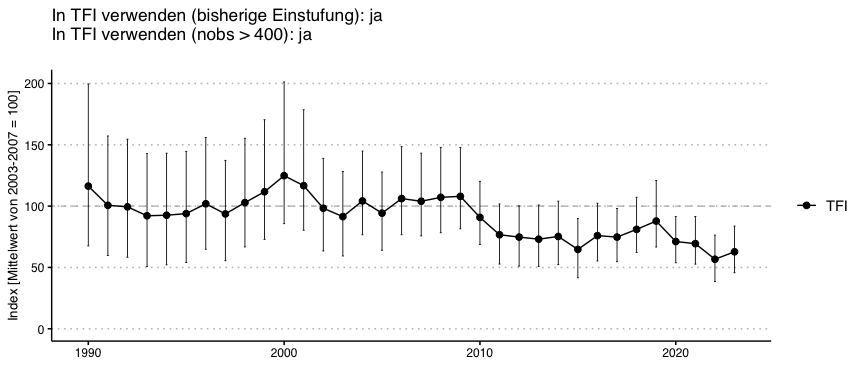 In TFI verwenden (bisherige Einstufung): ja
In TFI verwenden (nobs > 400): ja
Index [Mittelwert von 2003-2007 = 100]
200
150
100
50
0
1990
2000
2010
2020
TFI